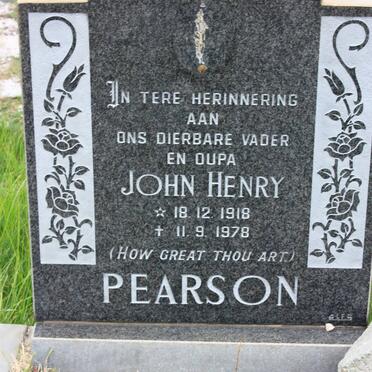 IN TERE HERINNERING
AAN
ONS DIERBARE VADER
EN OUPA
JOHN HENRY
☆ 18.12.1918
✝ 11.9.1978
(HOW GREAT THOU ART)
PEARSON